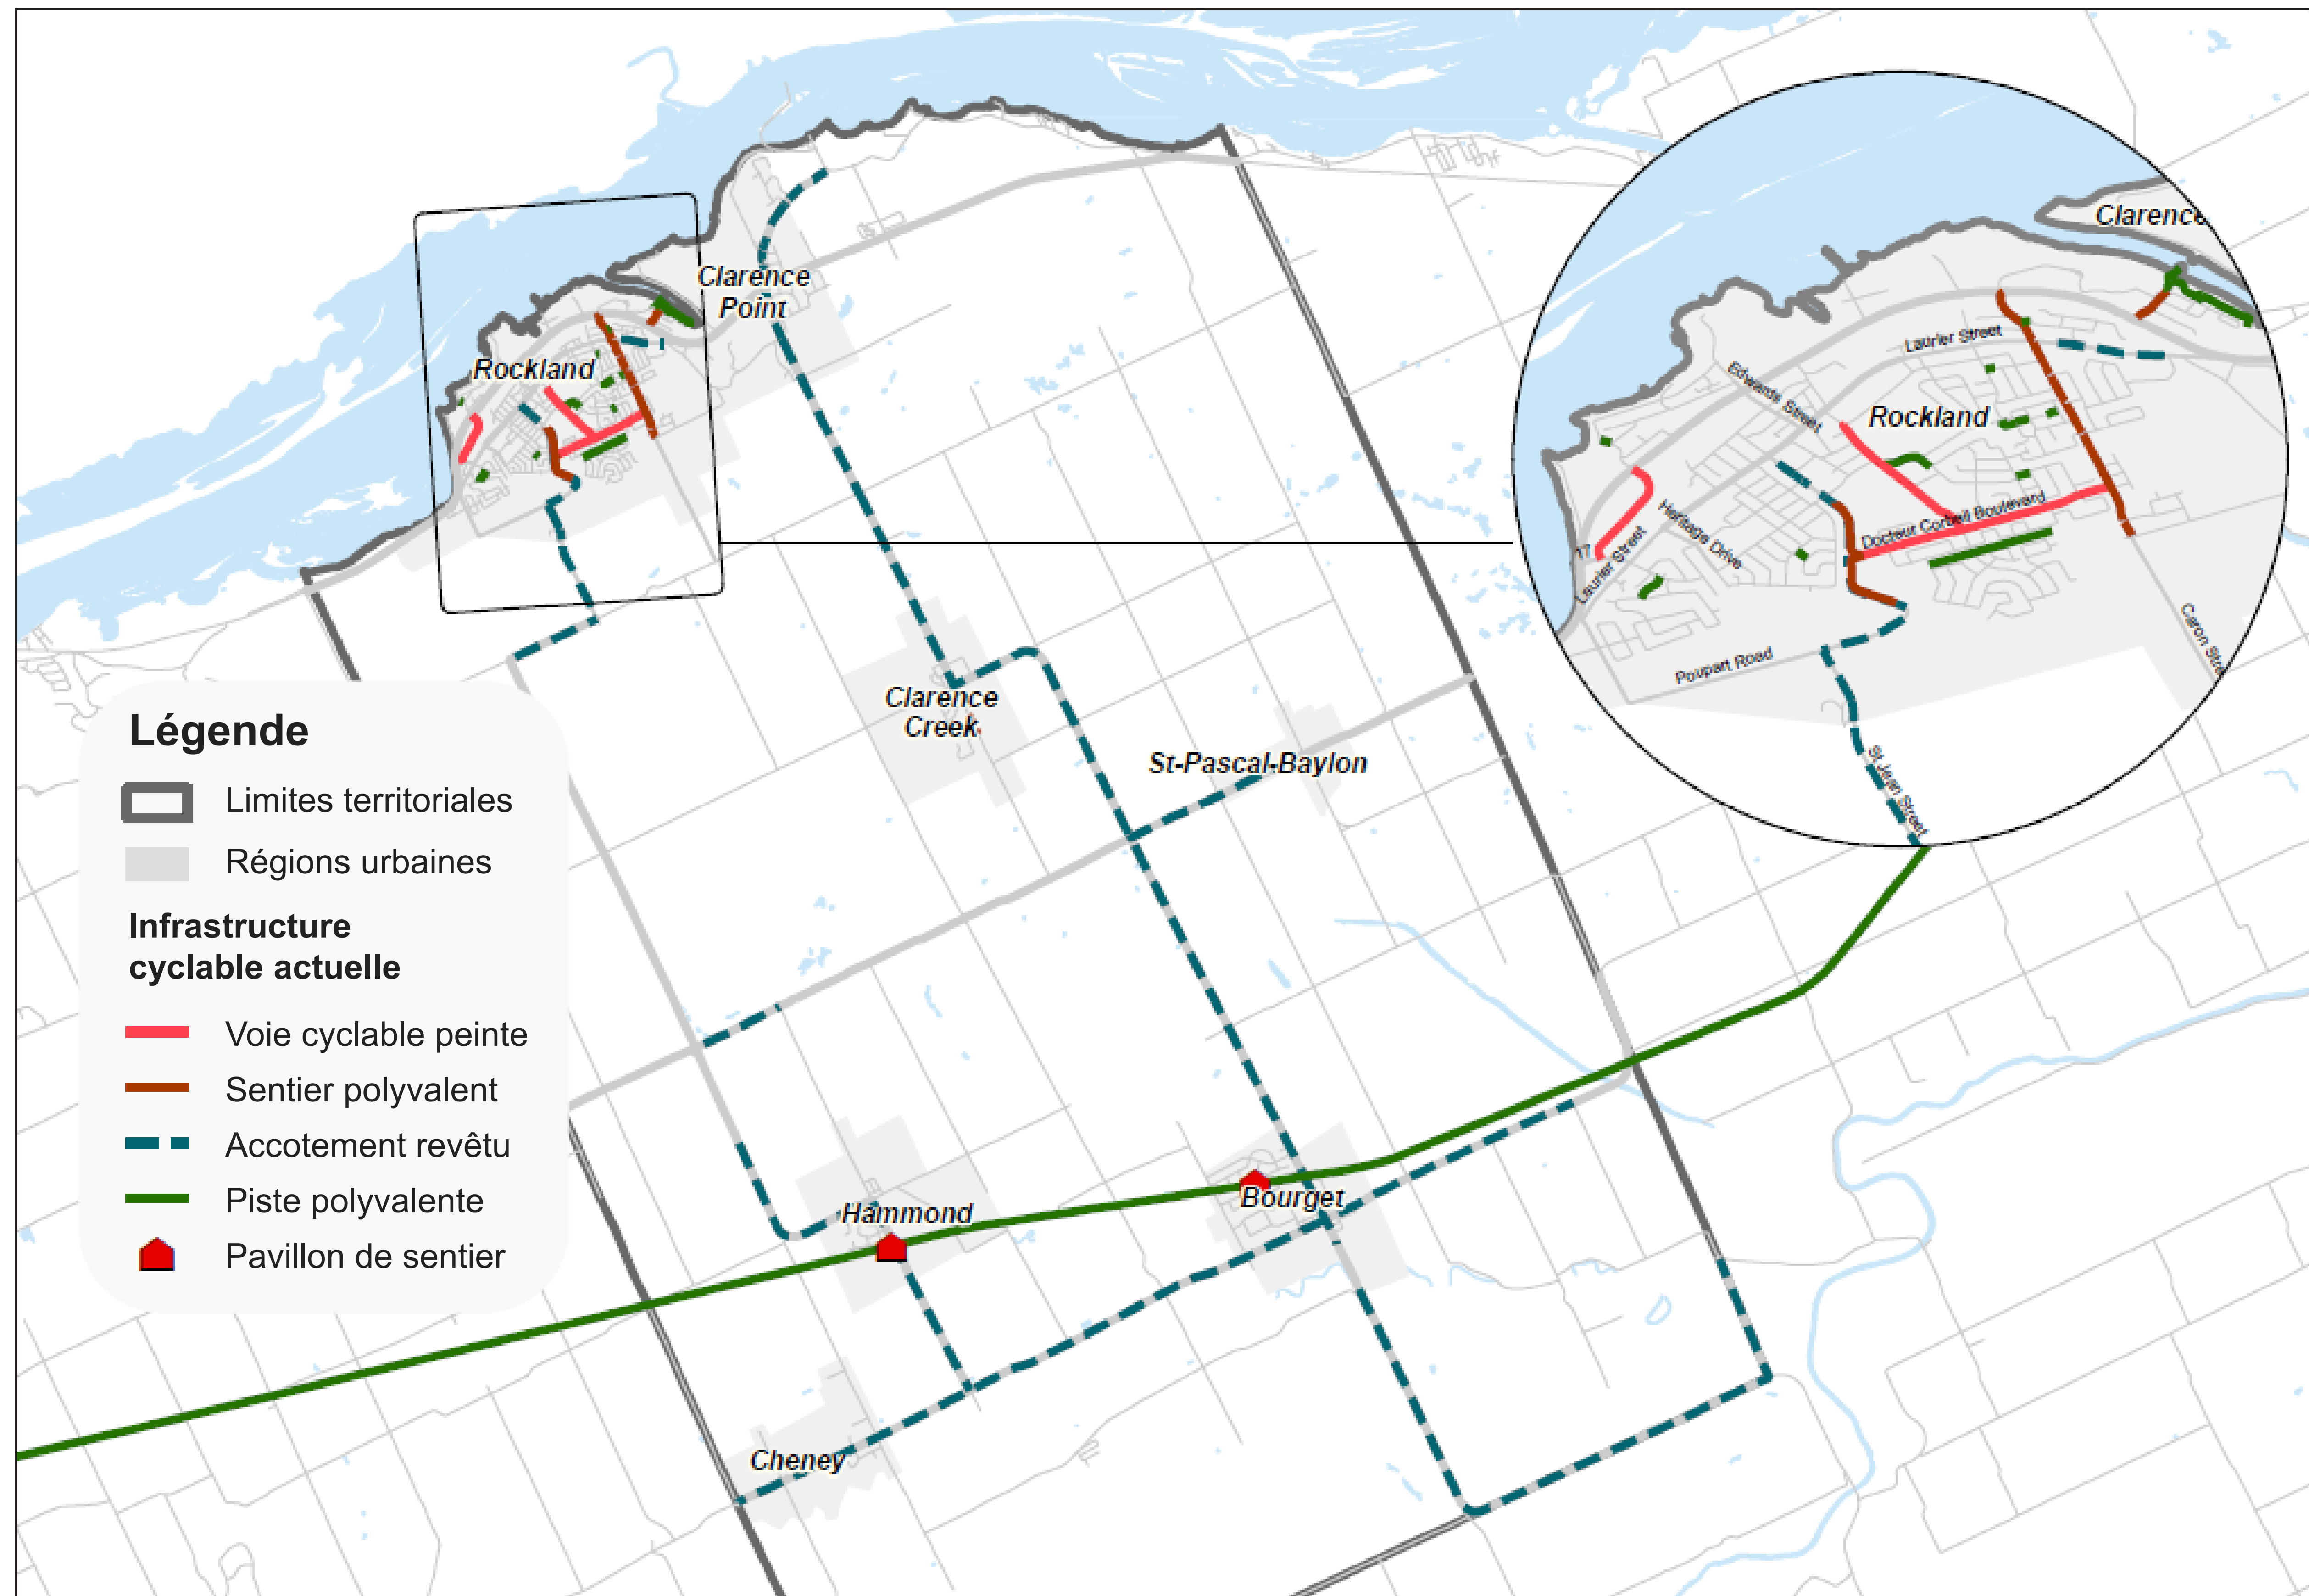 Clarence
Point
Rockland
Clarence
Creek
St-Pascal-Baylon
Hammond
Bourget
Cheney
Légende
Limites territoriales
Régions urbaines
Infrastructure
cyclable actuelle
Voie cyclable peinte
Sentier polyvalent
Accotement revêtu
Piste polyvalente
Pavillon de sentier
Clarence
Laurier Street
Edwards Street
Rockland
Heritage Drive
Docteur Corbeil Boulevard
17
Laurier Street
Poupart Road
Caron Stre
St Jean Street